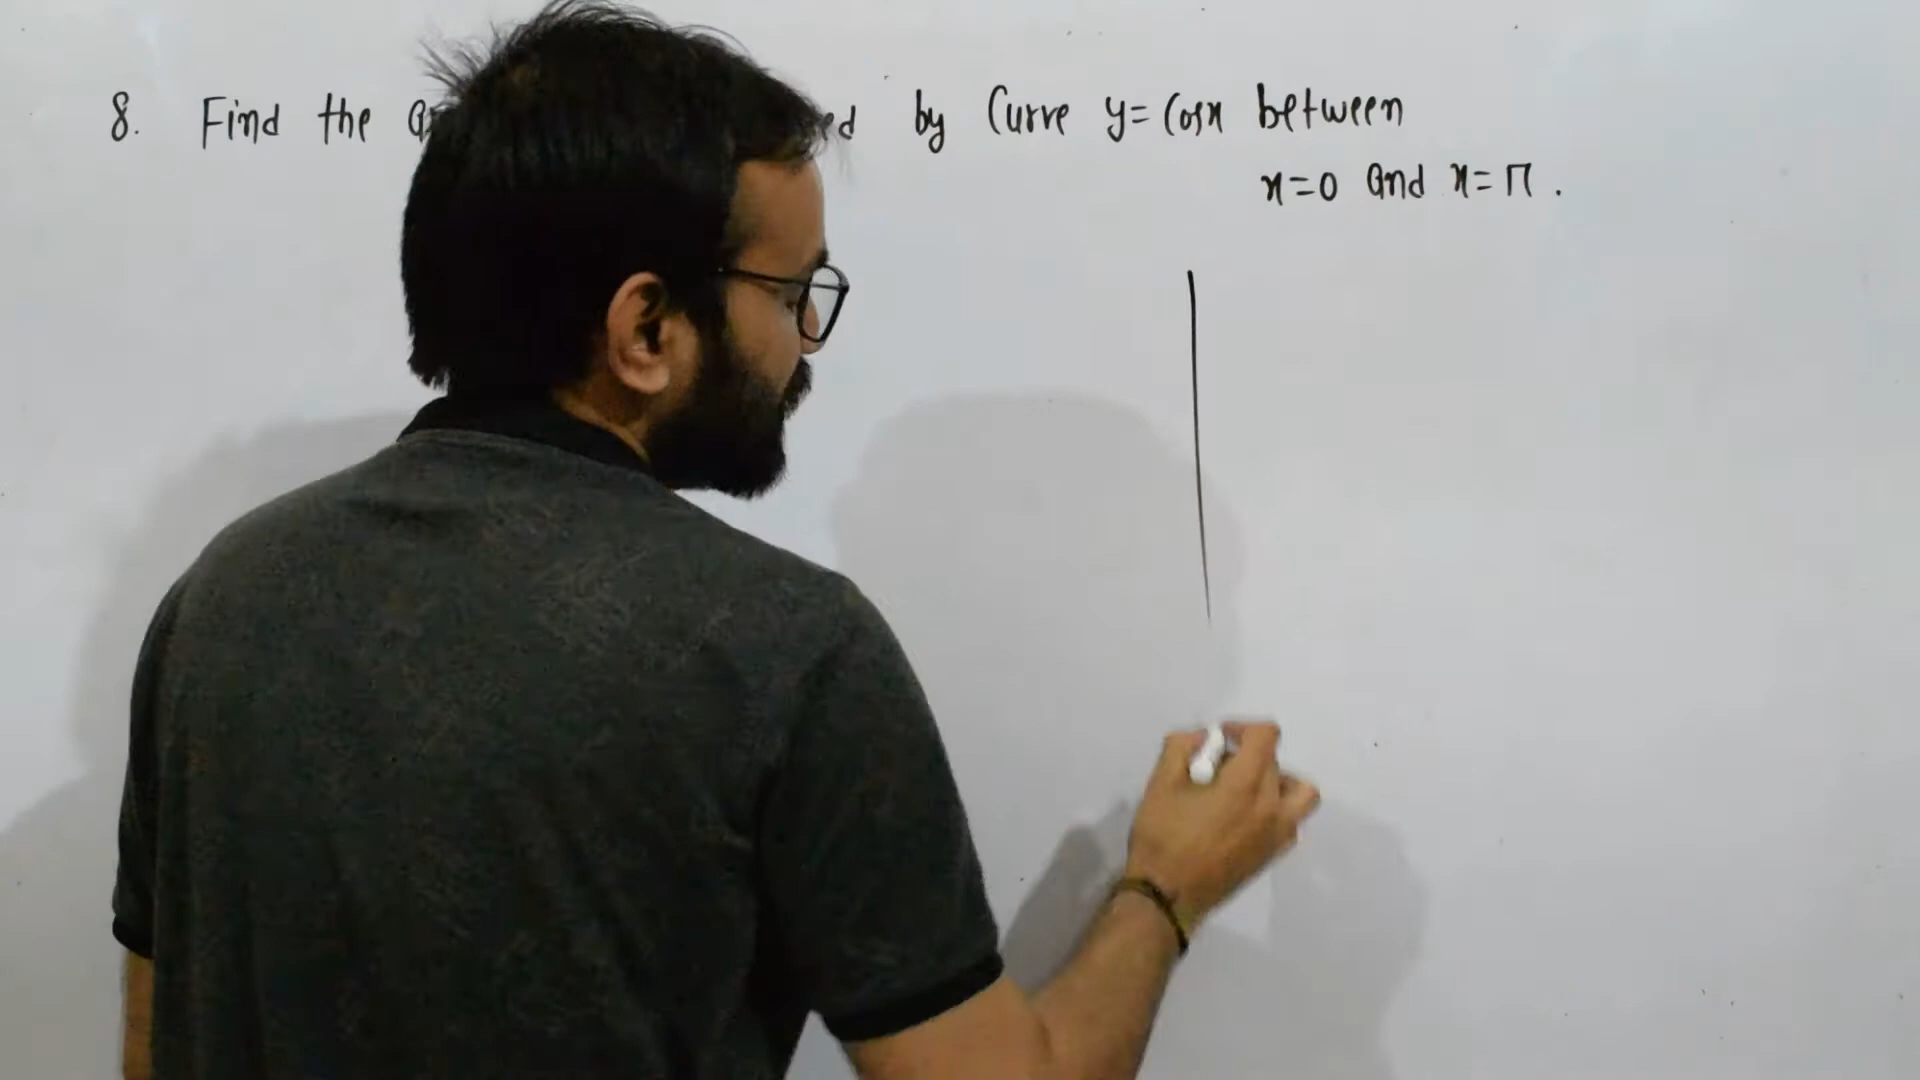 8. Find the by Curve y = Cosx between
x=0 and x=π.